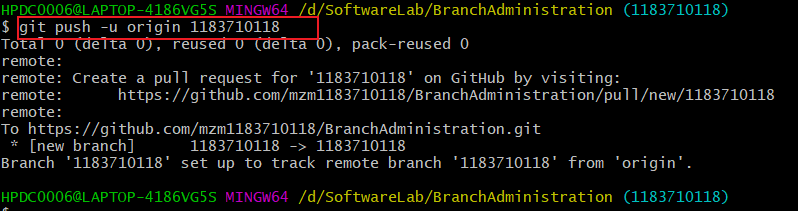 HPDC0006@LAPTOP-4186VG5S MINGW64 /d/SoftwareLab/BranchAdministration (1183710118)
$ git push -u origin 1183710118
Total 0 (delta 0), reused 0 (delta 0), pack-reused 0
remote:
remote: Create a pull request for '1183710118' on GitHub by visiting:
remote:      https://github.com/mzm1183710118/BranchAdministration/pull/new/1183710118
remote:
To https://github.com/mzm1183710118/BranchAdministration.git
 * [new branch]      1183710118 -> 1183710118
Branch '1183710118' set up to track remote branch '1183710118' from 'origin'.

HPDC0006@LAPTOP-4186VG5S MINGW64 /d/SoftwareLab/BranchAdministration (1183710118)
$